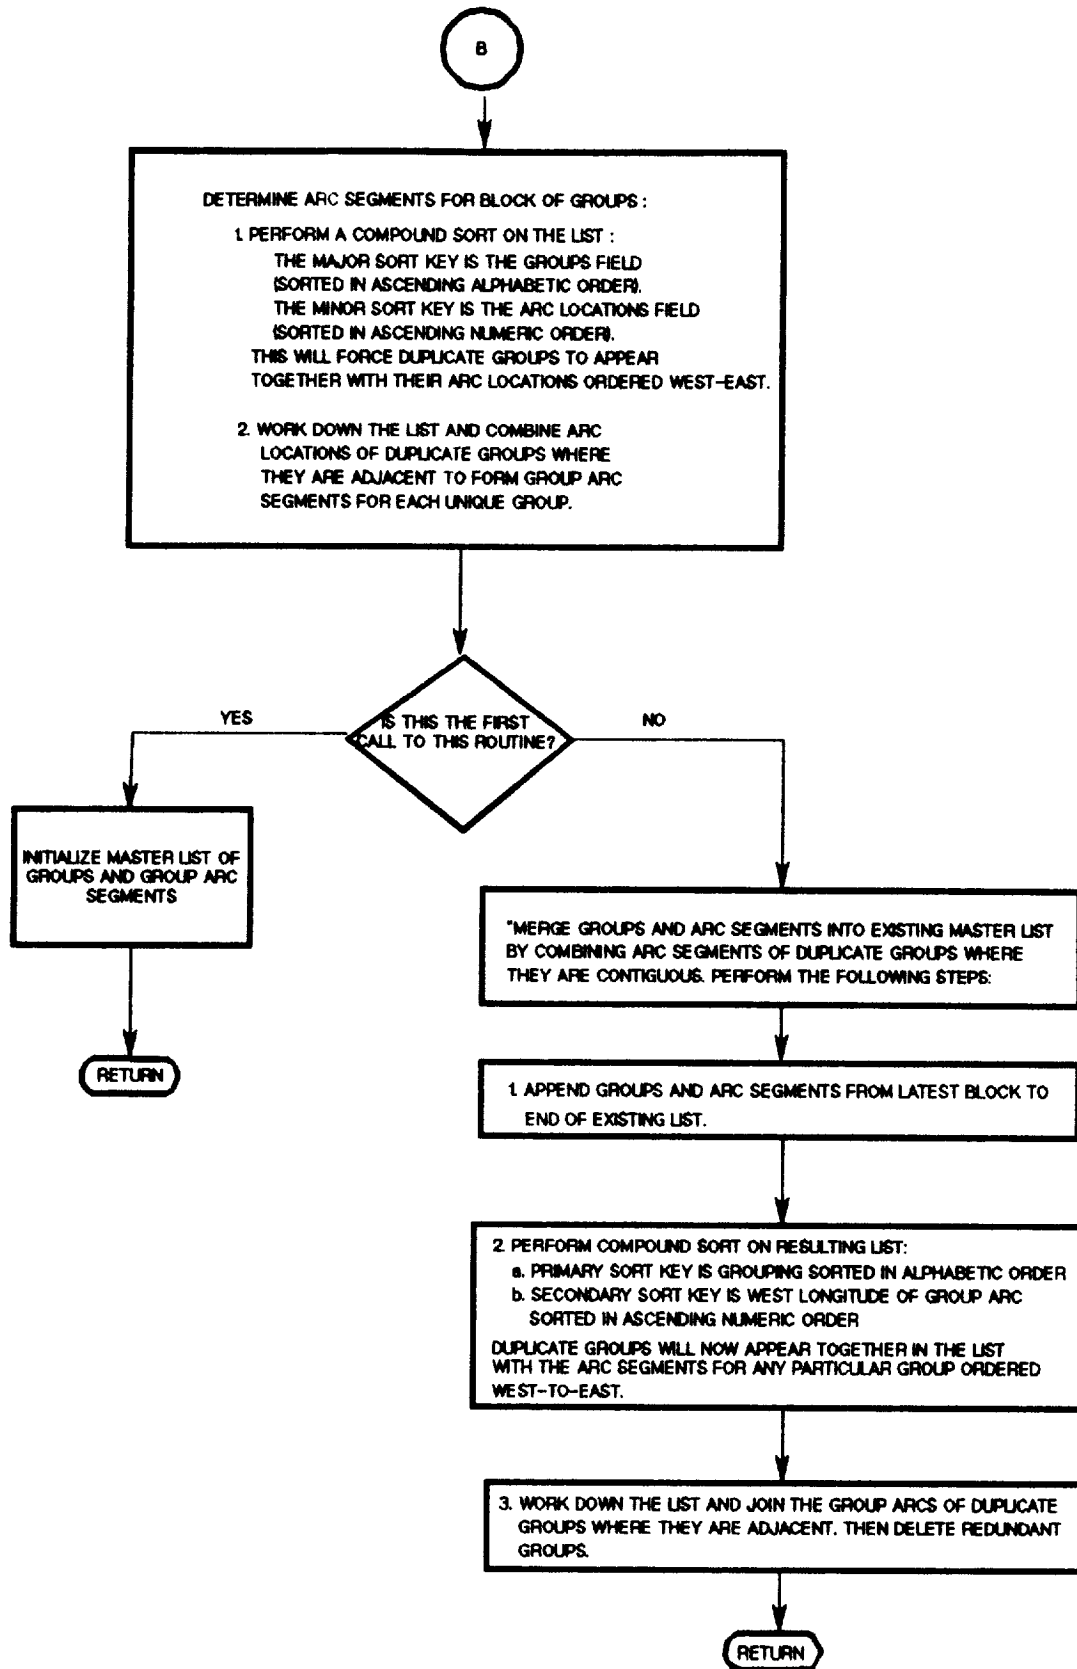 B
DETERMINE ARC SEGMENTS FOR BLOCK OF GROUPS :
1. PERFORM A COMPOUND SORT ON THE LIST :
THE MAJOR SORT KEY IS THE GROUPS FIELD
(SORTED IN ASCENDING ALPHABETIC ORDER).
THE MINOR SORT KEY IS THE ARC LOCATIONS FIELD
(SORTED IN ASCENDING NUMERIC ORDER).
THIS WILL FORCE DUPLICATE GROUPS TO APPEAR
TOGETHER WITH THEIR ARC LOCATIONS ORDERED WEST-EAST.
2. WORK DOWN THE LIST AND COMBINE ARC
LOCATIONS OF DUPLICATE GROUPS WHERE
THEY ARE ADJACENT TO FORM GROUP ARC
SEGMENTS FOR EACH UNIQUE GROUP.
IS THIS THE FIRST
CALL TO THIS ROUTINE?
YES
NO
INITIALIZE MASTER LIST OF
GROUPS AND GROUP ARC
SEGMENTS
RETURN
"MERGE GROUPS AND ARC SEGMENTS INTO EXISTING MASTER LIST
BY COMBINING ARC SEGMENTS OF DUPLICATE GROUPS WHERE
THEY ARE CONTIGUOUS. PERFORM THE FOLLOWING STEPS:
1. APPEND GROUPS AND ARC SEGMENTS FROM LATEST BLOCK TO
END OF EXISTING LIST.
2. PERFORM COMPOUND SORT ON RESULTING LIST:
a. PRIMARY SORT KEY IS GROUPING SORTED IN ALPHABETIC ORDER
b. SECONDARY SORT KEY IS WEST LONGITUDE OF GROUP ARC
SORTED IN ASCENDING NUMERIC ORDER
DUPLICATE GROUPS WILL NOW APPEAR TOGETHER IN THE LIST
WITH THE ARC SEGMENTS FOR ANY PARTICULAR GROUP ORDERED
WEST-TO-EAST.
3. WORK DOWN THE LIST AND JOIN THE GROUP ARCS OF DUPLICATE
GROUPS WHERE THEY ARE ADJACENT. THEN DELETE REDUNDANT
GROUPS.
RETURN